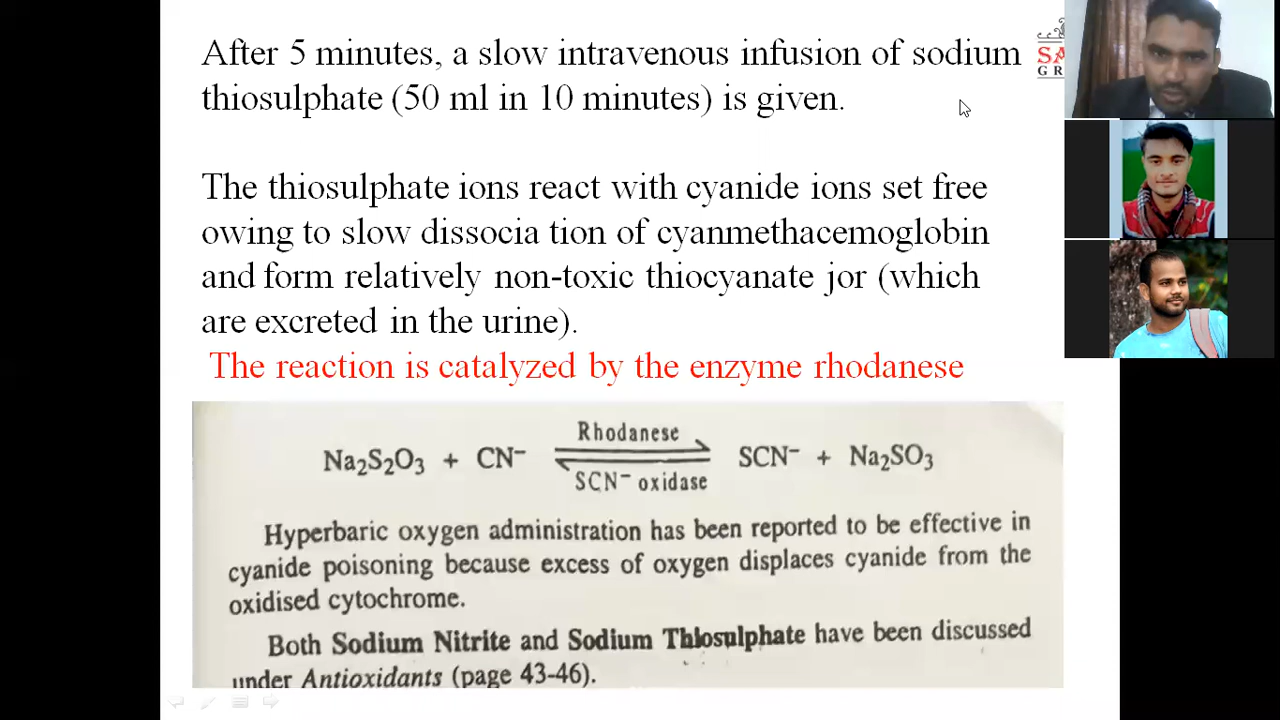 After 5 minutes, a slow intravenous infusion of sodium
thiosulphate (50 ml in 10 minutes) is given.
The thiosulphate ions react with cyanide ions set free
owing to slow dissocia tion of cyanmethacemoglobin
and form relatively non-toxic thiocyanate jor (which
are excreted in the urine).
The reaction is catalyzed by the enzyme rhodanese
Rhodanese
Na₂S₂O₃ + CN⁻ ⇌ SCN⁻ + Na₂SO₃
SCN⁻ oxidase
Hyperbaric oxygen administration has been reported to be effective in
cyanide poisoning because excess of oxygen displaces cyanide from the
oxidised cytochrome.
Both Sodium Nitrite and Sodium Thiosulphate have been discussed
under Antioxidants (page 43-46).